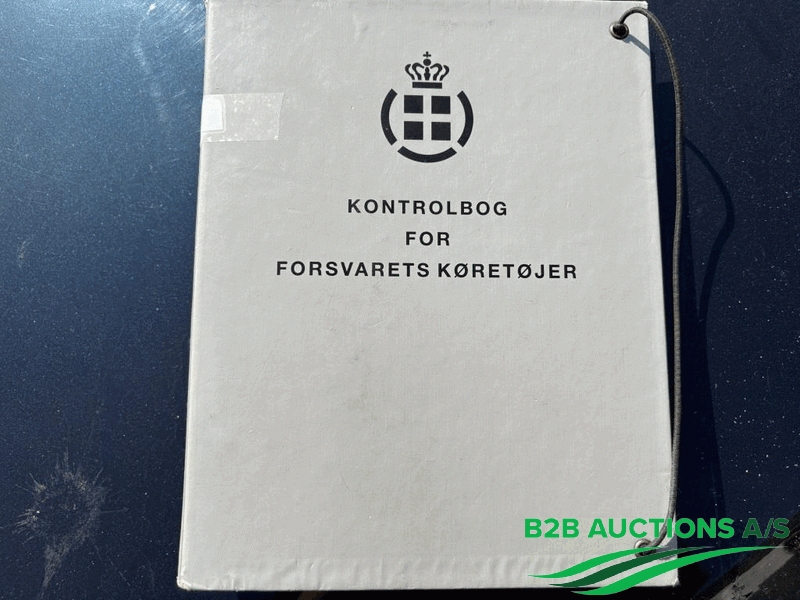 KONTROLBOG
FOR
FORSVARETS KØRETØJER
B2B AUCTIONS A/S